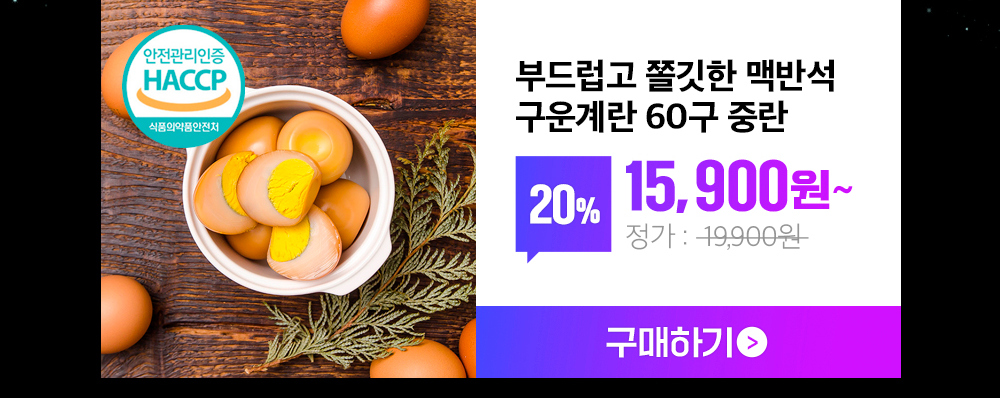 안전관리인증
HACCP
식품의약품안전처
부드럽고 쫄깃한 맥반석
구운계란 60구 중란
20%
15,900원~
정가 : 19,900원
구매하기 >